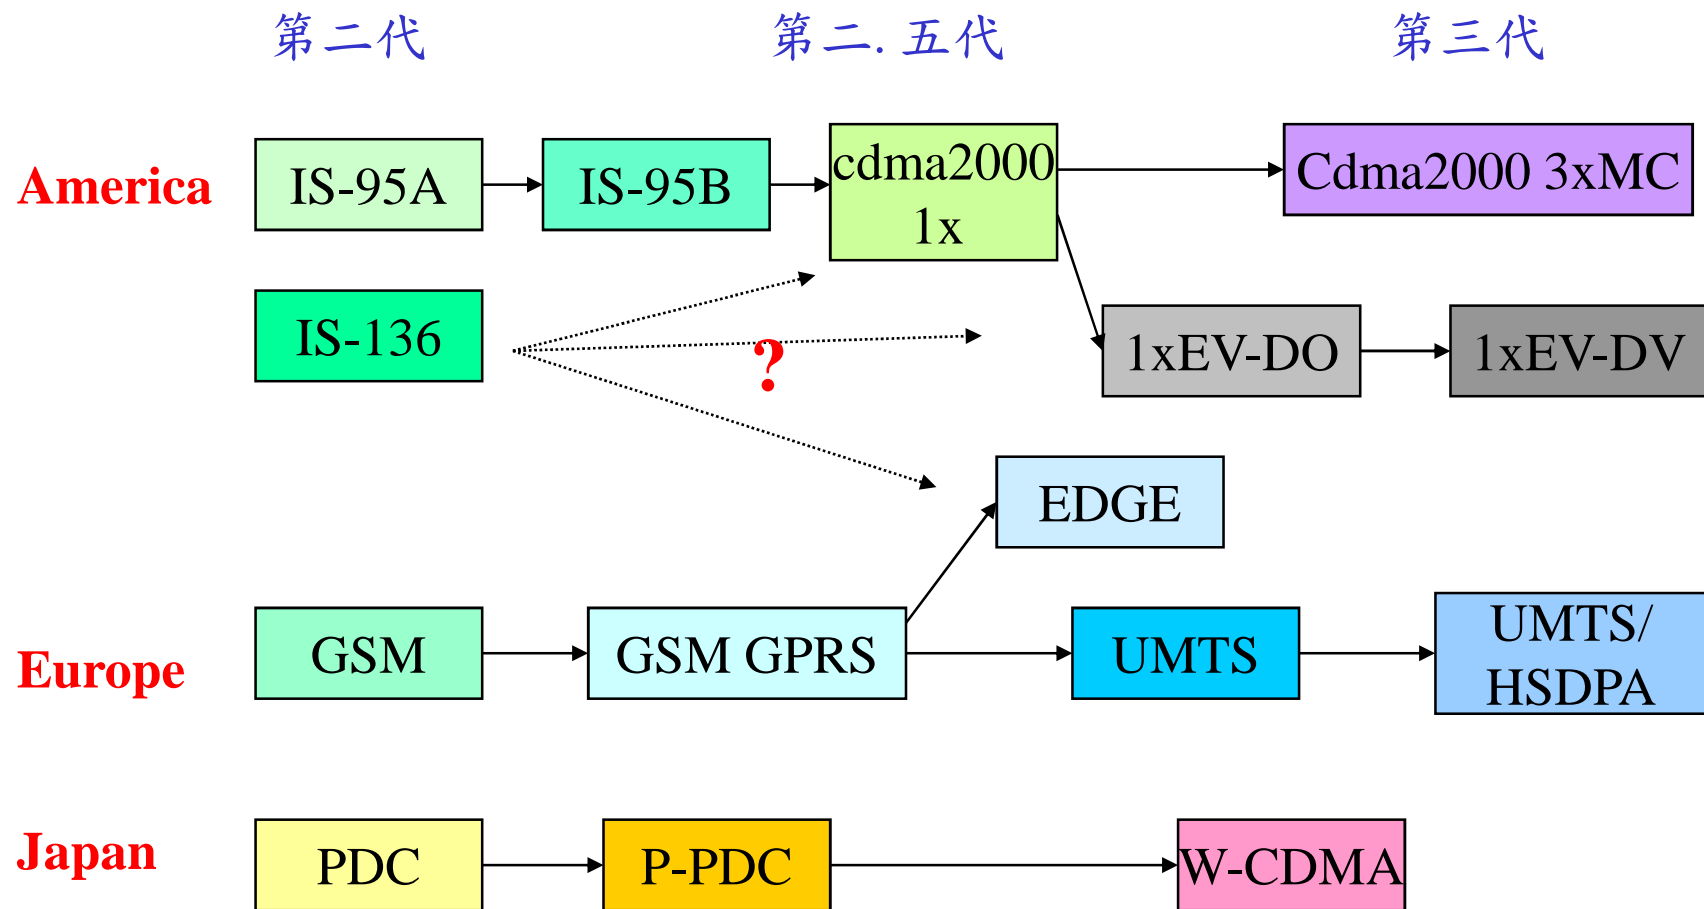 第二代
第二.五代
第三代
America
IS-95A
IS-95B
cdma2000
1x
Cdma2000 3xMC
IS-136
?
1xEV-DO
1xEV-DV
EDGE
Europe
GSM
GSM GPRS
UMTS
UMTS/
HSDPA
Japan
PDC
P-PDC
W-CDMA